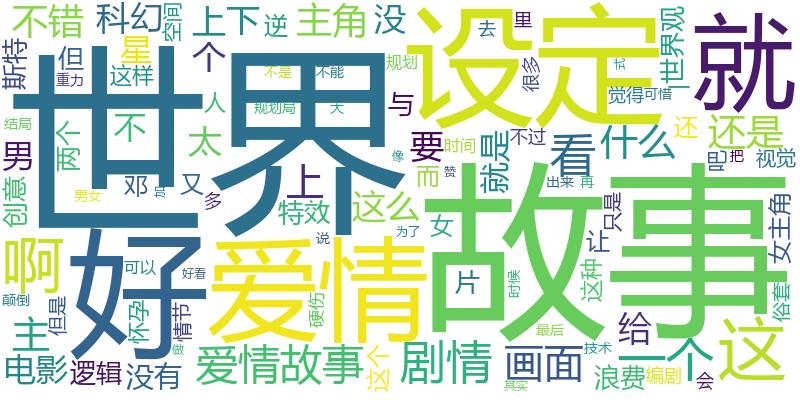 不错
科幻
空间
上下
逆
主角
没
设定
去
里
世界观
就
斯特
但
星
重力
这样
个
不是
不能
规划
式
很多
觉得
可惜
世界
结局
男
两个
不
人
太
规划局
天
与
要
时间
像
就是
看
不过
什么
还
还是
吧
把
视觉
创意
男女
邓
加
又
多
上
特效
这么
而
赞
女
出来
再
只是
让
女主角
故事
啊
好
爱情
说
为了
片
时候
这种
俗套
颠倒
主
但是
怀孕
可以
情节
好看
硬伤
给
一个
这
电影
逻辑
做
没有
爱情故事
这个
剧情
其实
画面
最后
技术
浪费
编剧
会